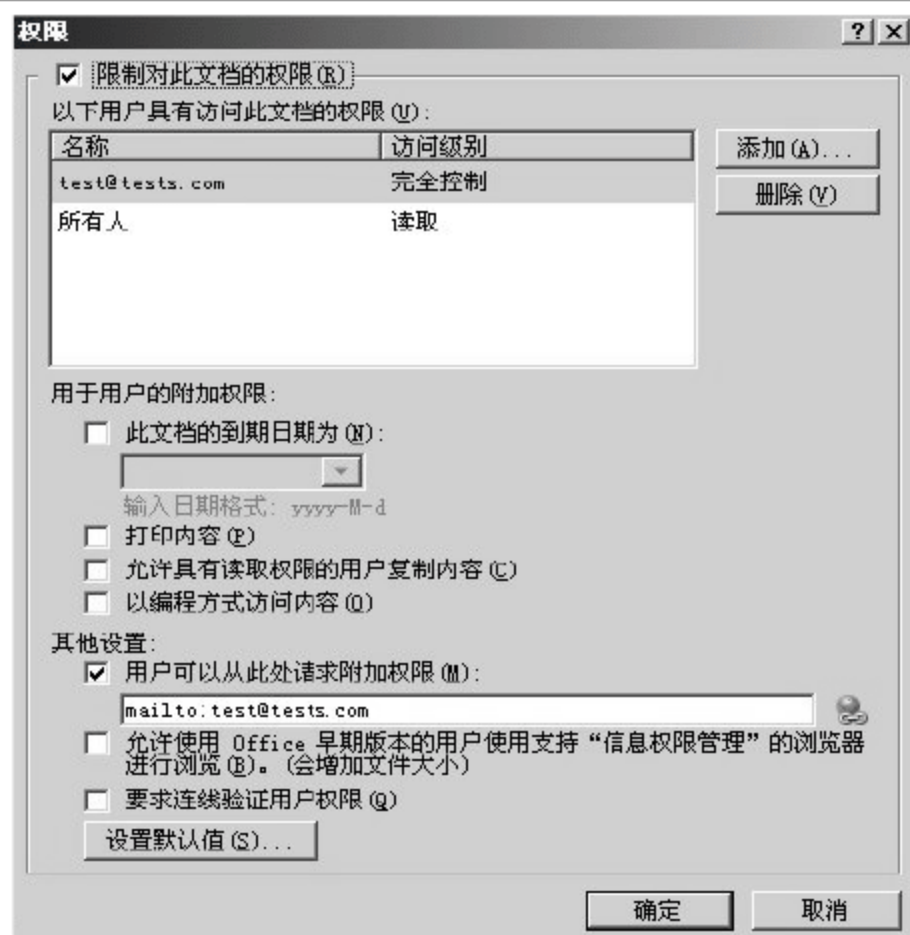 权限
限制对此文档的权限(R)
以下用户具有访问此文档的权限(U):
名称 访问级别
添加(A)...
test@tests.com 完全控制
删除(V)
所有人 读取
用于用户的附加权限:
此文档的到期日期为(N):
输入日期格式: yyyy-M-d
打印内容(P)
允许具有读取权限的用户复制内容(C)
以编程方式访问内容(O)
其他设置:
用户可以从此处请求附加权限(M):
mailto:test@tests.com
允许使用 Office 早期版本的用户使用支持“信息权限管理”的浏览器
进行浏览(B)。(会增加文件大小)
要求连线验证用户权限(Q)
设置默认值(S)...
确定 取消